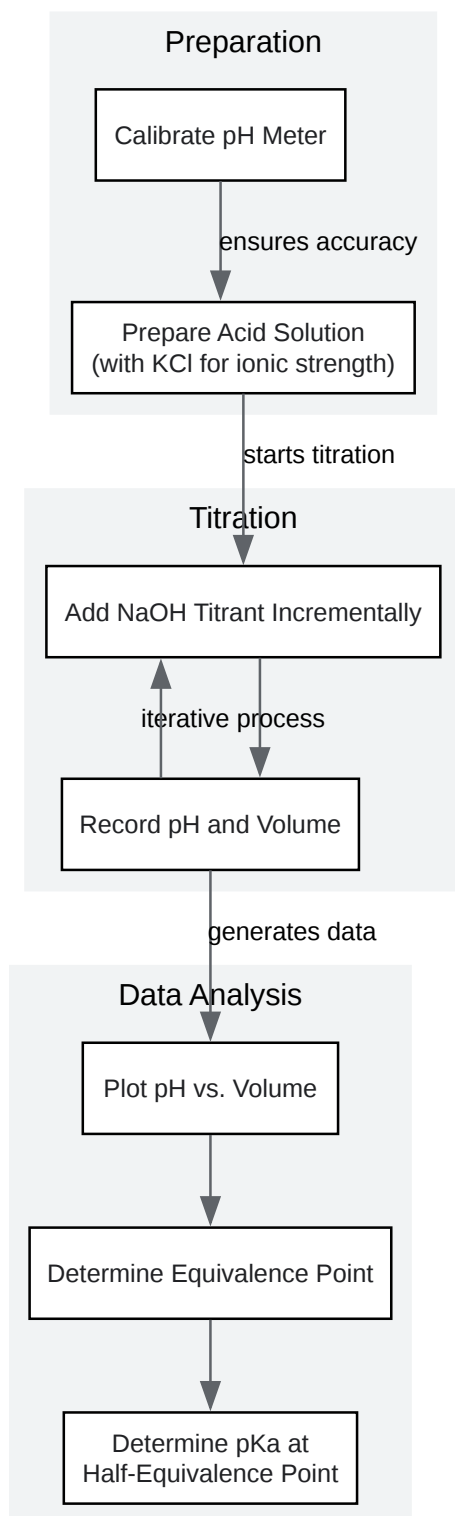 Preparation
Calibrate pH Meter
ensures accuracy
Prepare Acid Solution
(with KCl for ionic strength)
starts titration
Titration
Add NaOH Titrant Incrementally
iterative process
Record pH and Volume
generates data
Data Analysis
Plot pH vs. Volume
Determine Equivalence Point
Determine pKa at
Half-Equivalence Point